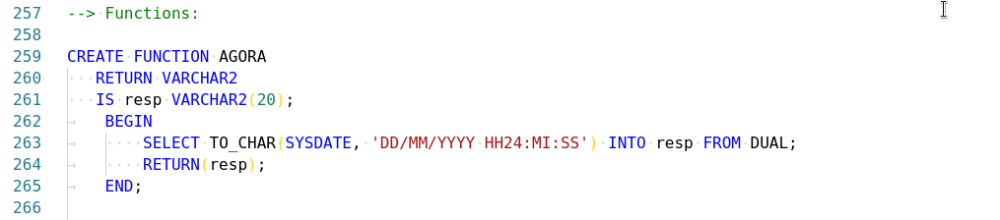 257 --> Functions:
258
259 CREATE FUNCTION AGORA
260    RETURN VARCHAR2
261    IS resp VARCHAR2(20);
262     BEGIN
263         SELECT TO_CHAR(SYSDATE, 'DD/MM/YYYY HH24:MI:SS') INTO resp FROM DUAL;
264         RETURN(resp);
265     END;
266